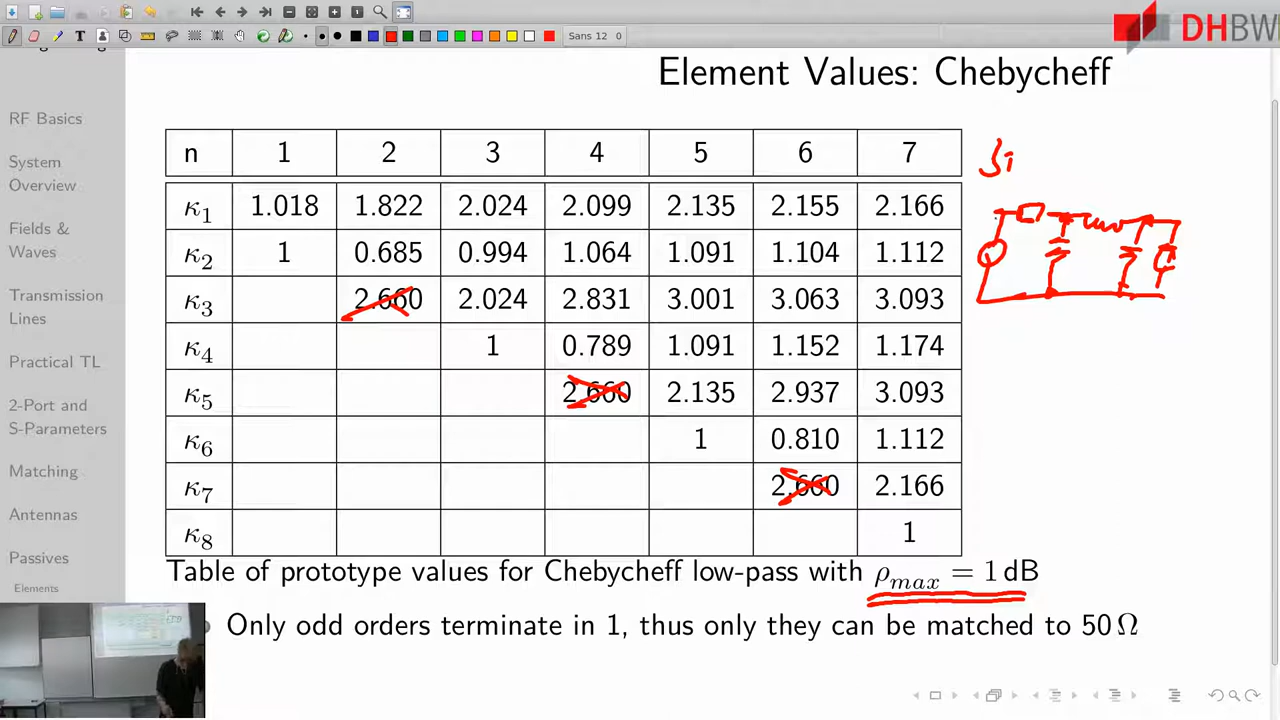 Sans 12 0
DHBW
Element Values: Chebycheff
RF Basics
System
Overview
Fields &
Waves
Transmission
Lines
Practical TL
2-Port and
S-Parameters
Matching
Antennas
Passives
Elements
n 1 2 3 4 5 6 7
κ1 1.018 1.822 2.024 2.099 2.135 2.155 2.166
κ2 1 0.685 0.994 1.064 1.091 1.104 1.112
κ3 2.660 2.024 2.831 3.001 3.063 3.093
κ4 1 0.789 1.091 1.152 1.174
κ5 2.660 2.135 2.937 3.093
κ6 1 0.810 1.112
κ7 2.660 2.166
κ8 1
Table of prototype values for Chebycheff low-pass with ρmax = 1 dB
Only odd orders terminate in 1, thus only they can be matched to 50 Ω